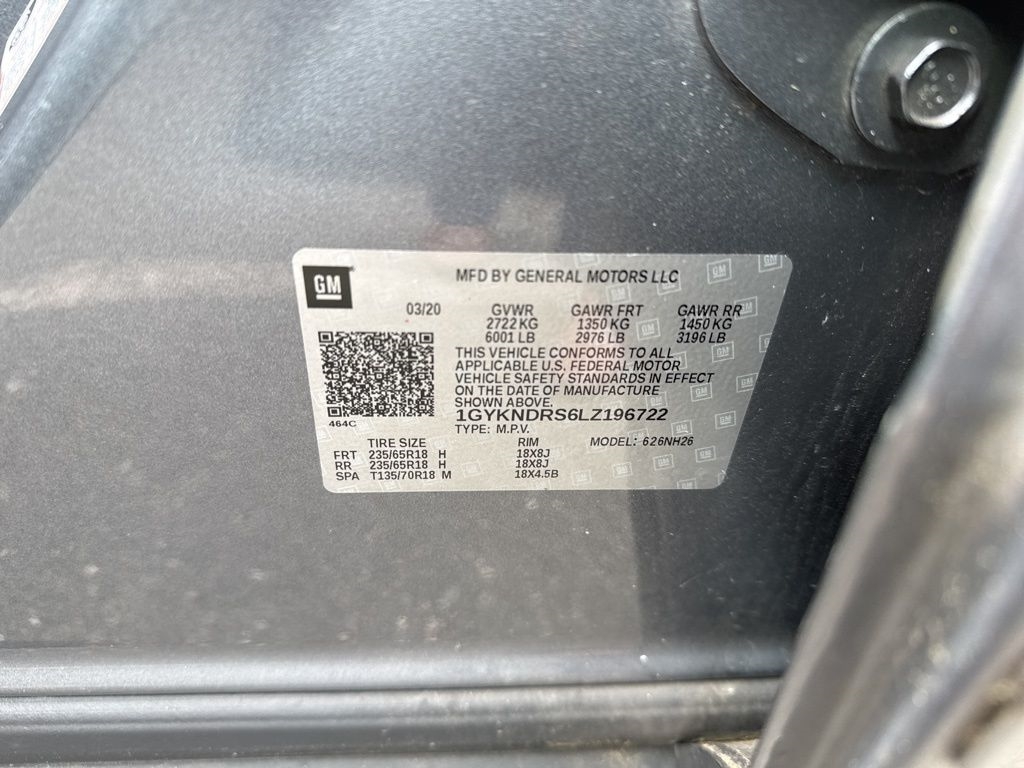 GM
MFD BY GENERAL MOTORS LLC
03/20 GVWR GAWR FRT GAWR RR
2722 KG 1350 KG 1450 KG
6001 LB 2976 LB 3196 LB
THIS VEHICLE CONFORMS TO ALL
APPLICABLE U.S. FEDERAL MOTOR
VEHICLE SAFETY STANDARDS IN EFFECT
ON THE DATE OF MANUFACTURE
SHOWN ABOVE.
1GYKNDRS6LZ196722
464C
TYPE: M.P.V.
TIRE SIZE RIM MODEL: 626NH26
FRT 235/65R18 H 18X8J
RR 235/65R18 H 18X8J
SPA T135/70R18 M 18X4.5B